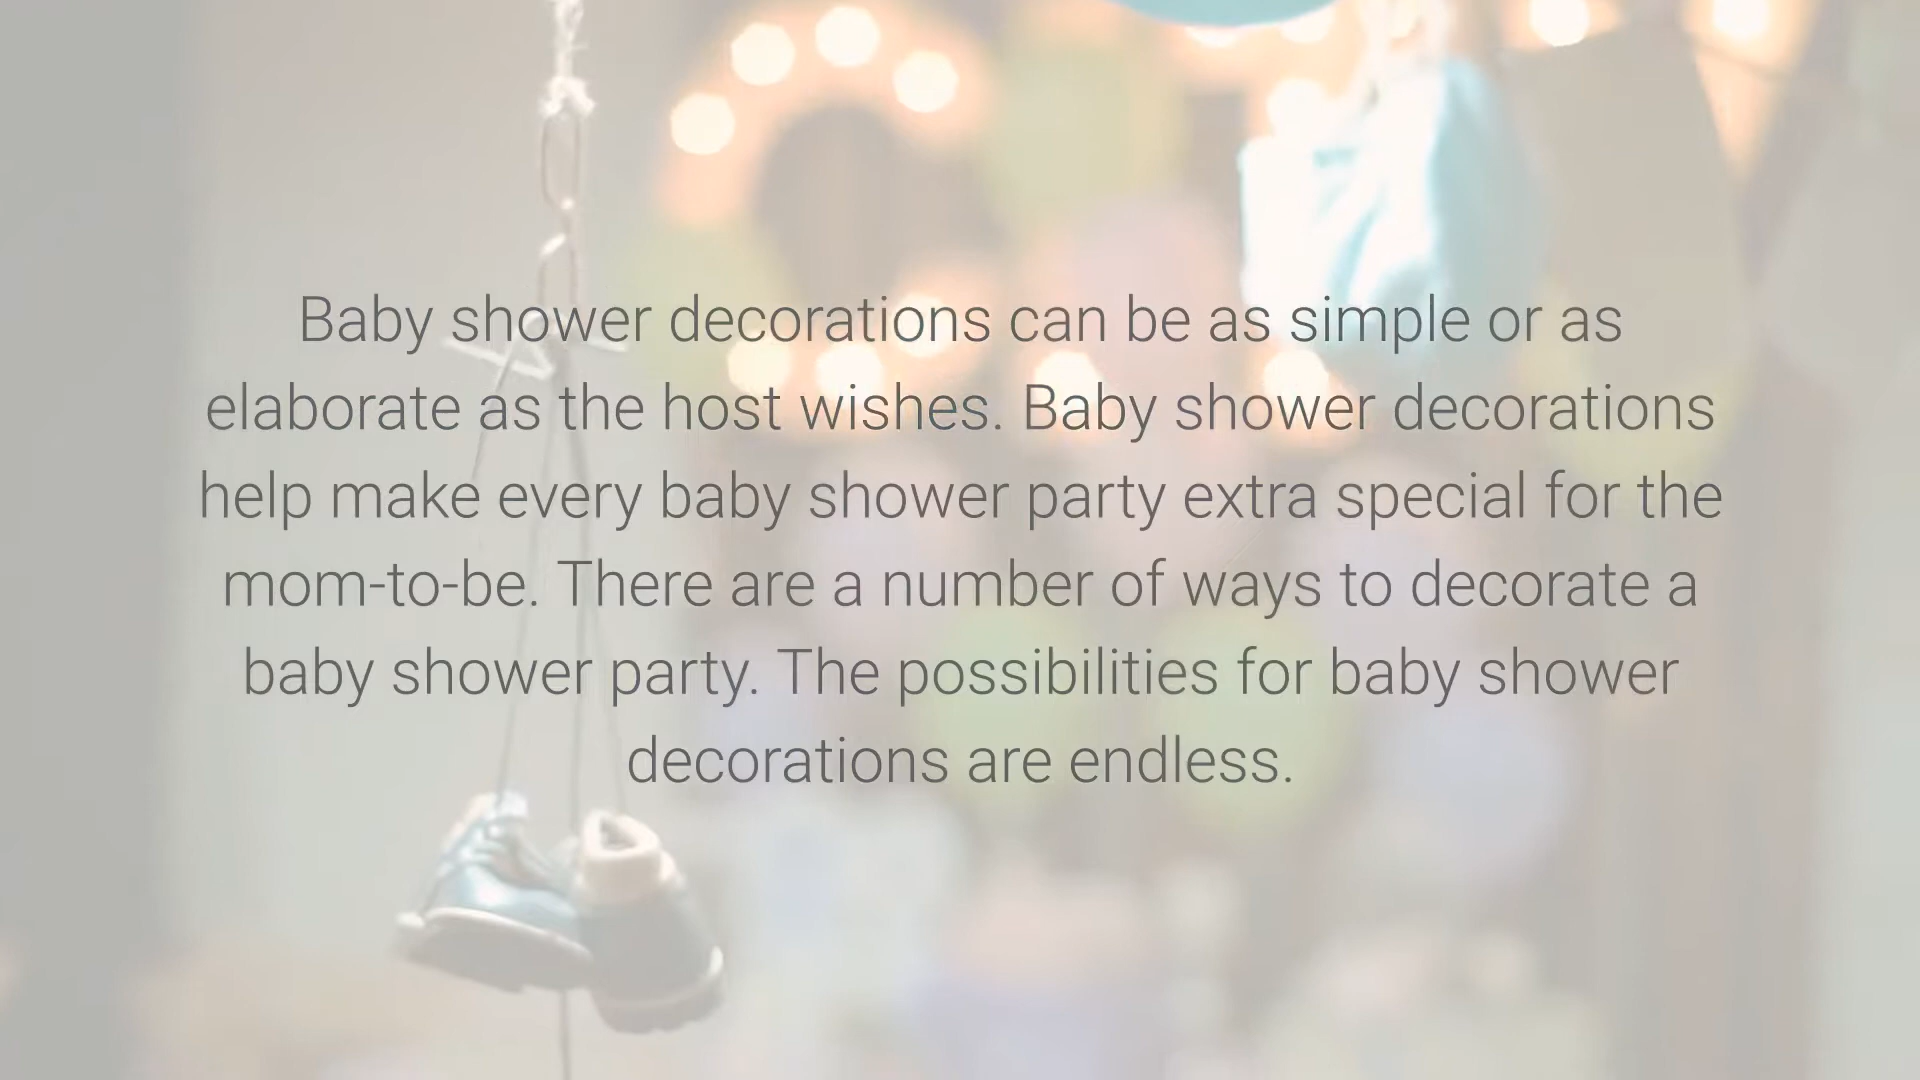 Baby shower decorations can be as simple or as
elaborate as the host wishes. Baby shower decorations
help make every baby shower party extra special for the
mom-to-be. There are a number of ways to decorate a
baby shower party. The possibilities for baby shower
decorations are endless.